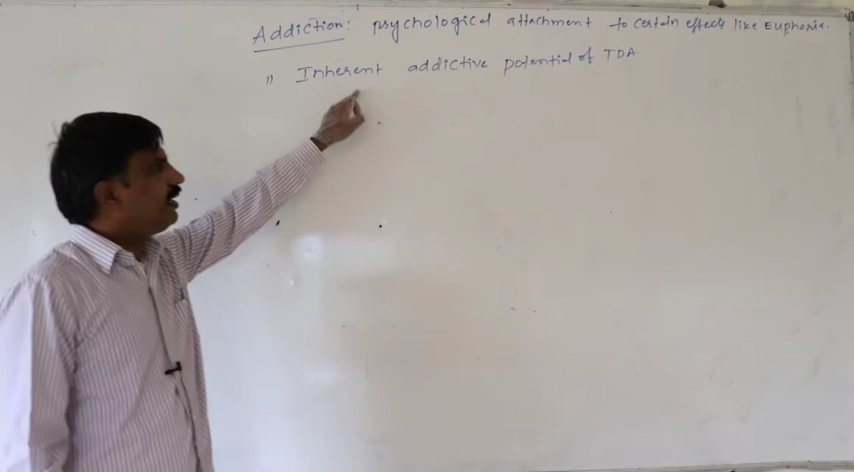 Addiction: psychological attachment to certain effects like Euphoria.
1) Inherent addictive potential of TDA